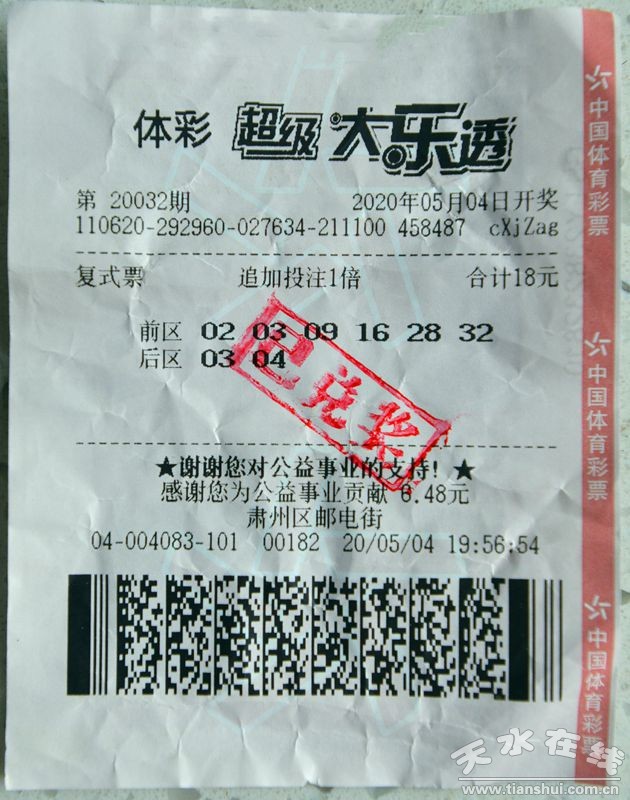 体彩 超级大乐透
第 20032期 2020年05月04日开奖
110620-292960-027634-211100 458487 cXjZag
复式票 追加投注1倍 合计18元
前区 02 03 09 16 28 32
后区 03 04
已兑奖
★谢谢您对公益事业的支持！★
感谢您为公益事业贡献 6.48元
肃州区邮电街
04-004083-101 00182 20/05/04 19:56:54
中国体育彩票
中国体育彩票
中国体育彩票
天水在线
www.tianshui.com.cn